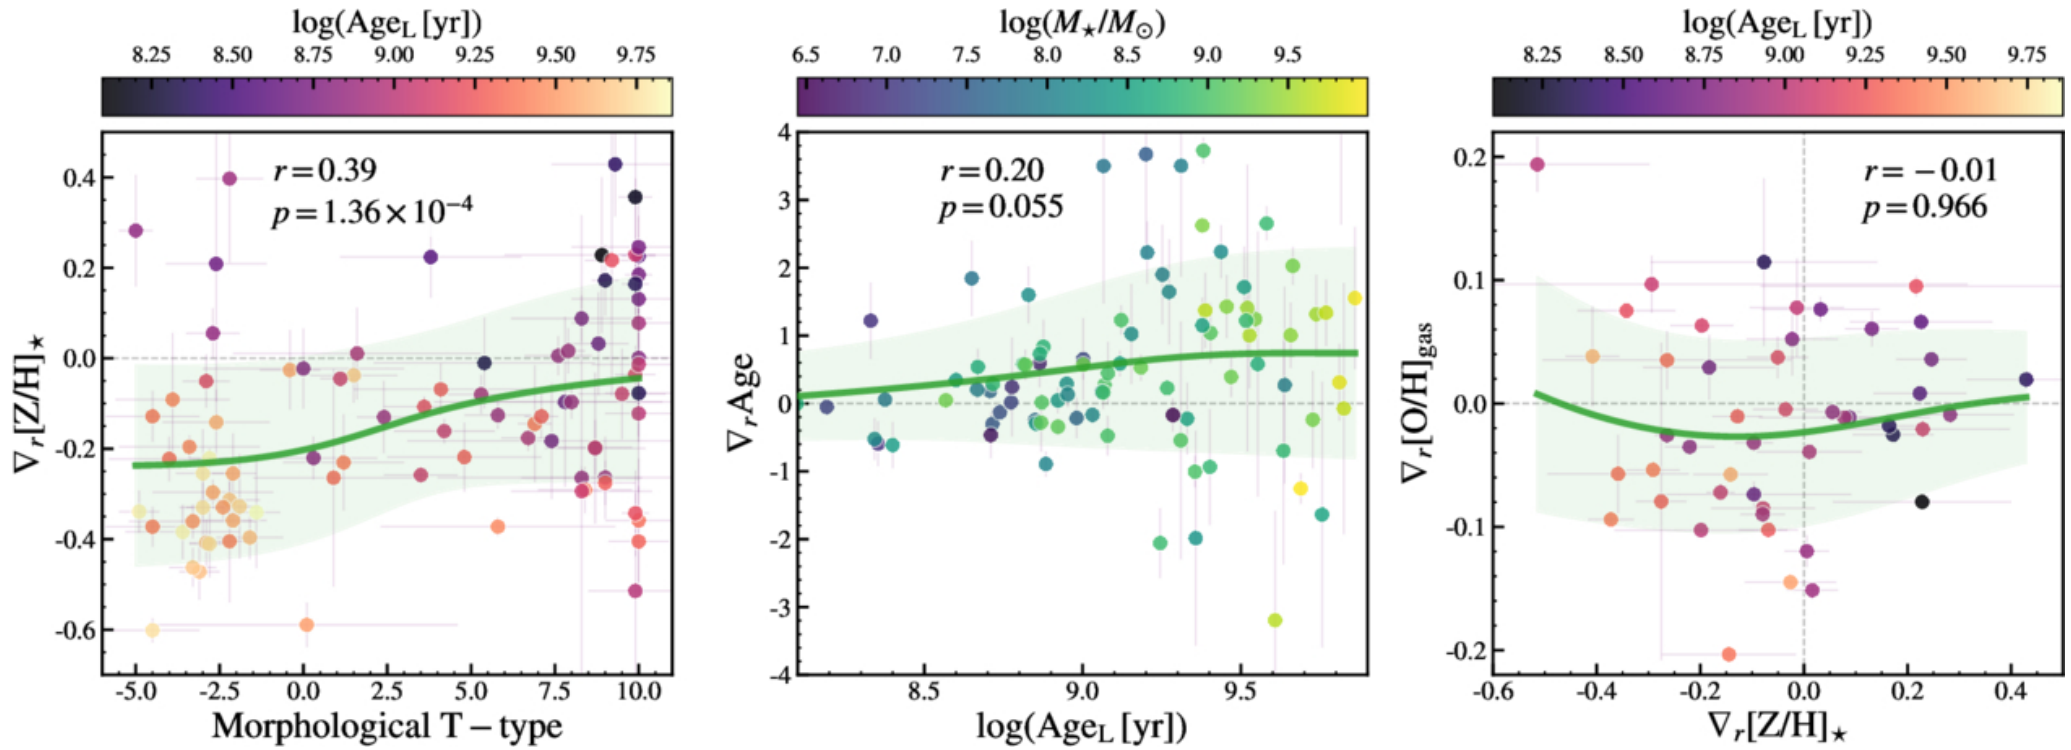 log(Age_L [yr])
8.25 8.50 8.75 9.00 9.25 9.50 9.75
r = 0.39
p = 1.36×10⁻⁴
0.4
0.2
0.0
-0.2
-0.4
-0.6
∇_r[Z/H]⋆
-5.0 -2.5 0.0 2.5 5.0 7.5 10.0
Morphological T − type
log(M⋆/M⊙)
6.5 7.0 7.5 8.0 8.5 9.0 9.5
r = 0.20
p = 0.055
4
3
2
1
0
-1
-2
-3
-4
∇_rAge
8.5 9.0 9.5
log(Age_L [yr])
log(Age_L [yr])
8.25 8.50 8.75 9.00 9.25 9.50 9.75
r = −0.01
p = 0.966
0.2
0.1
0.0
-0.1
-0.2
∇_r[O/H]_gas
-0.6 -0.4 -0.2 0.0 0.2 0.4
∇_r[Z/H]⋆